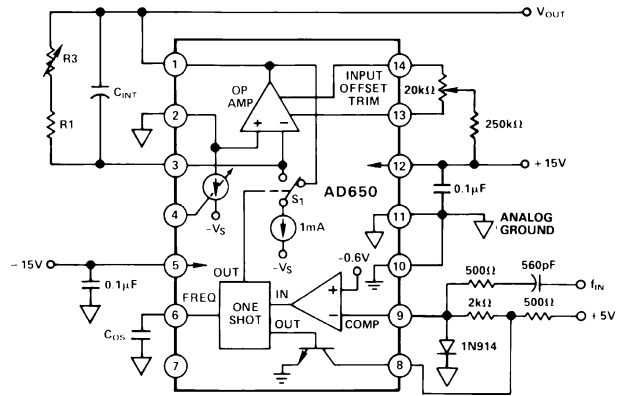 VOUT
R3
CINT
R1
1
2
3
4
5
6
7
OP
AMP
+
−
INPUT
OFFSET
TRIM
14
13
12
11
10
9
8
20kΩ
250kΩ
+15V
0.1μF
ANALOG
GROUND
AD650
S1
1mA
-VS
-VS
−15V
0.1μF
COS
OUT
FREQ
ONE
SHOT
IN
OUT
-0.6V
+
−
COMP
500Ω
560pF
fIN
2kΩ
500Ω
+5V
1N914